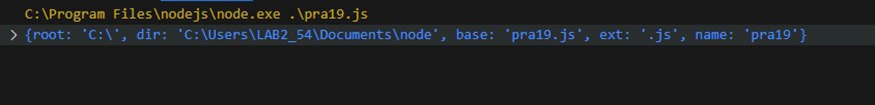 C:\Program Files\nodejs\node.exe .\pra19.js
{root: 'C:\', dir: 'C:\Users\LAB2_54\Documents\node', base: 'pra19.js', ext: '.js', name: 'pra19'}